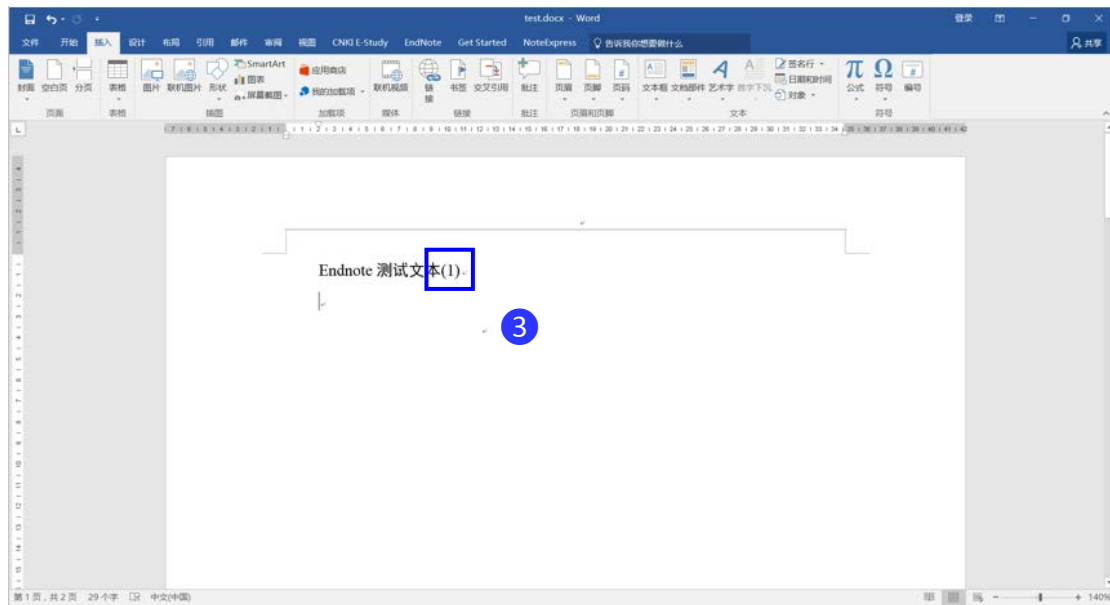 test.docx - Word
登录
文件 开始 插入 设计 布局 引用 邮件 审阅 视图 CNKI E-Study EndNote Get Started NoteExpress 告诉我你想要做什么 共享
封面 空白页 分页 表格 图片 联机图片 形状 SmartArt 图表 屏幕截图 应用商店 我的加载项 联机视频 链接 书签 交叉引用 批注 页眉 页脚 页码 文本框 文档部件 艺术字 首字下沉 签名行 日期和时间 对象 公式 符号 编号
页面 表格 插图 加载项 媒体 链接 批注 页眉和页脚 文本 符号
Endnote 测试文本(1)
3
第1页，共2页 29个字 中文(中国) 140%